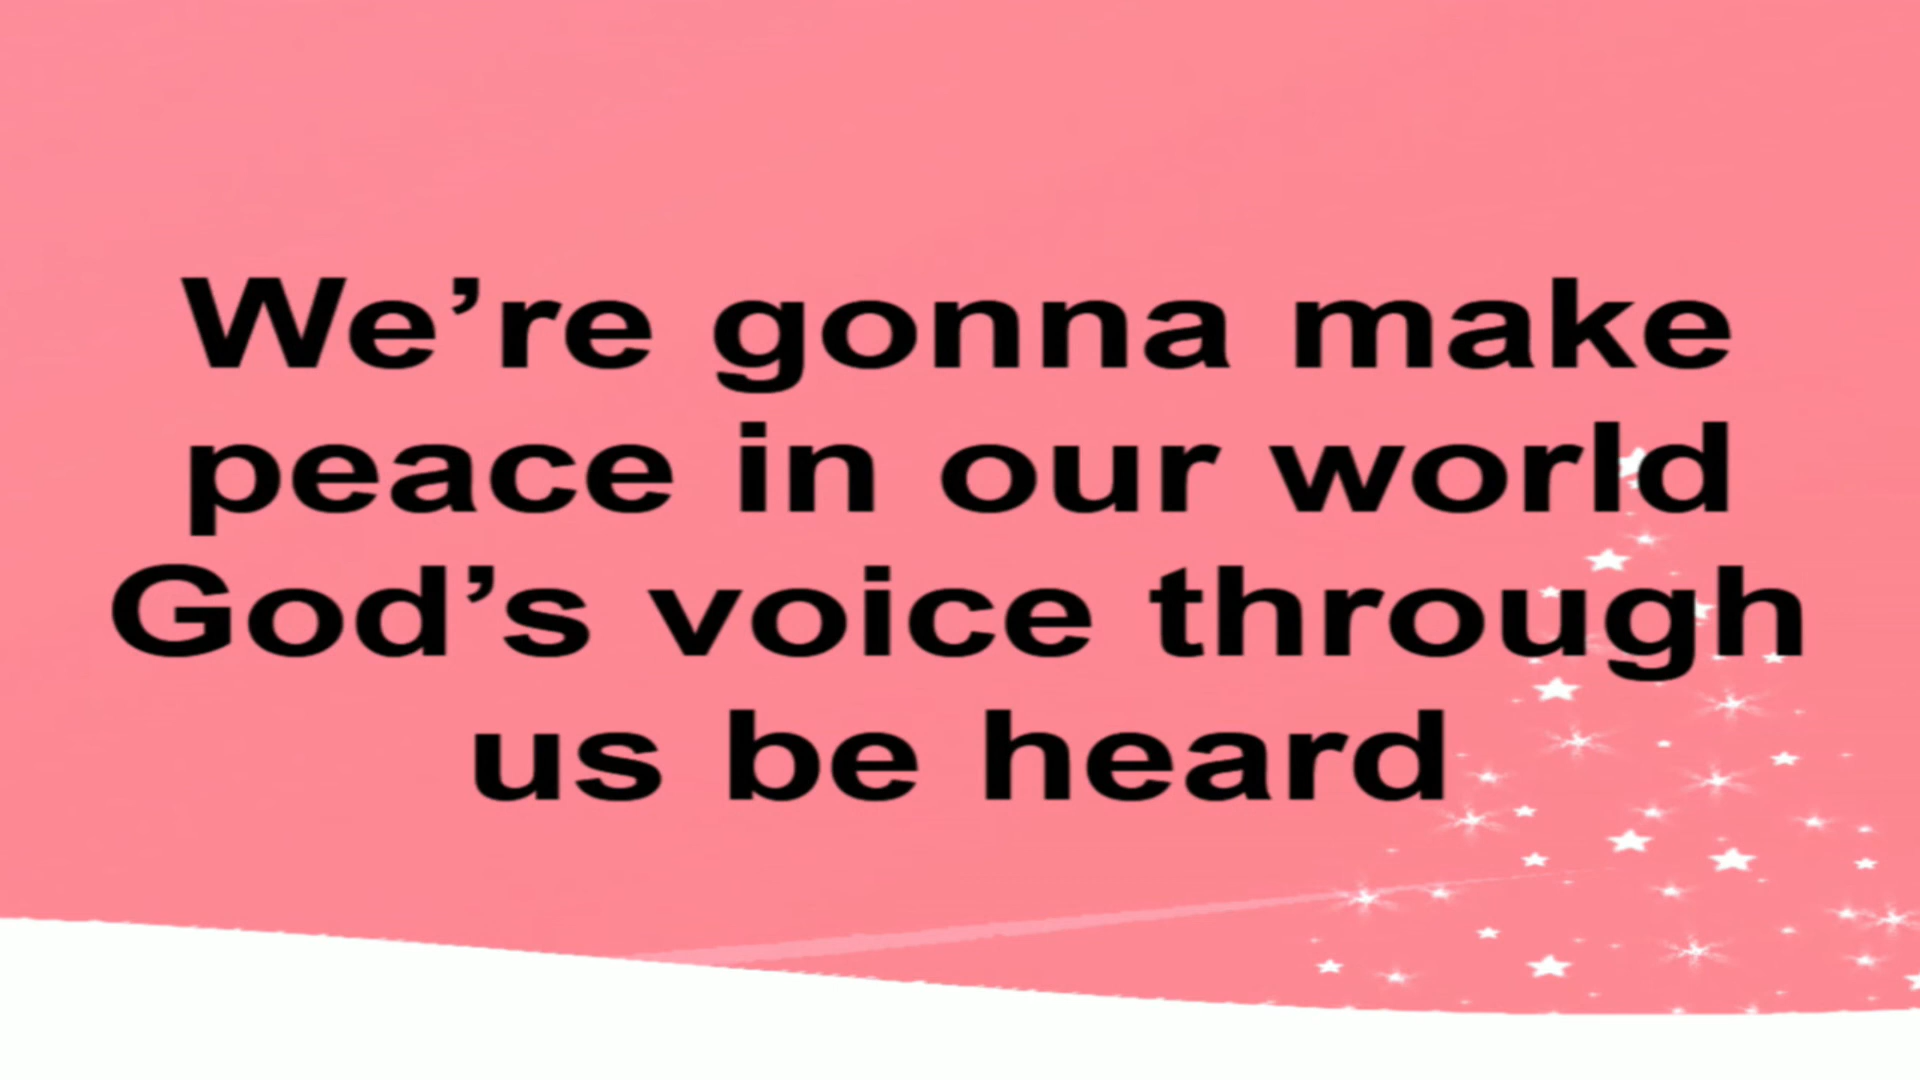 We’re gonna make
peace in our world
God’s voice through
us be heard